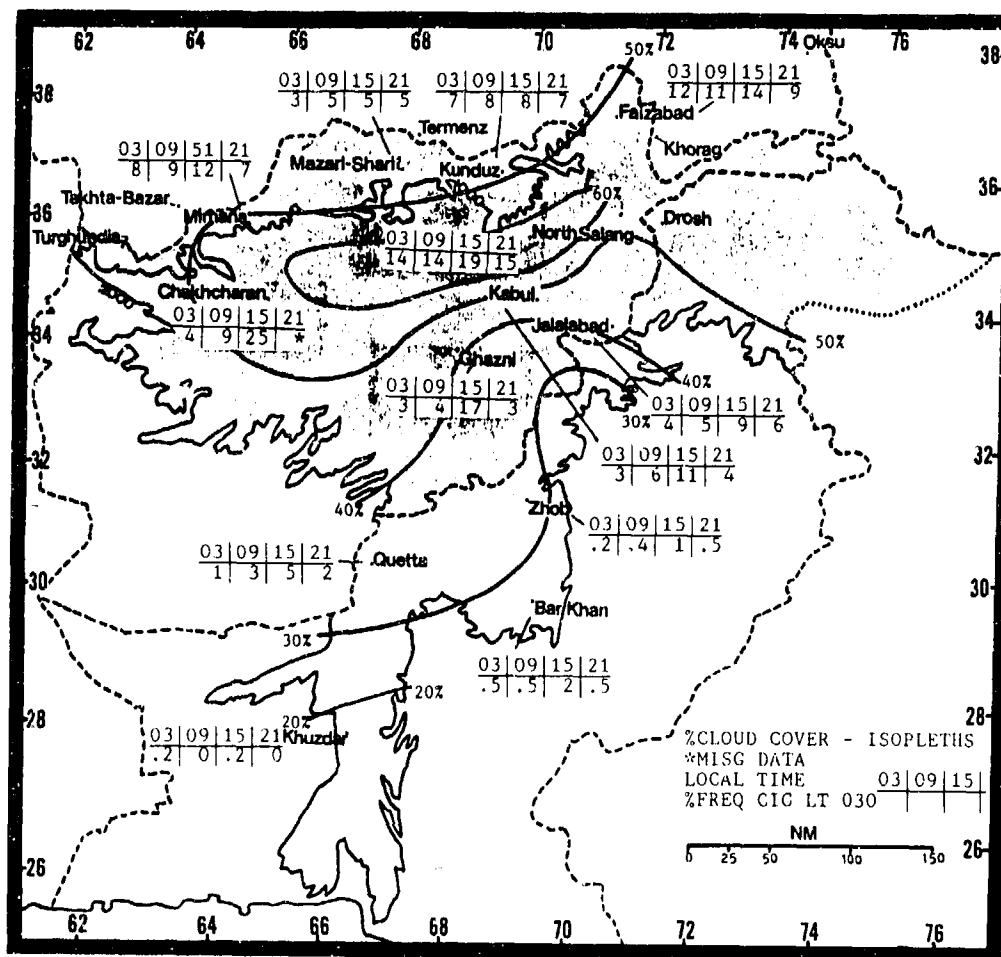 62 64 66 68 70 72 74 76 78
50% Oksu
38 03 09 15 21 03 09 15 21 03 09 15 21 38
3 5 5 5 7 8 8 7 12 11 14 9
Faizabad
Termenz
Khorog
03 09 51 21 Mazari-Sharif Kunduz
8 9 12 7
60%
Takhta-Bazar
36 Mirmana Drosh 36
Turghundia 03 09 15 21 North Salang
14 14 19 15
2000 Chakhcharan Kabul
03 09 15 21 Jalalabad
34 4 9 25 * 50% 34
Ghazni
40%
03 09 15 21 03 09 15 21
3 4 17 3 30% 4 5 9 6
32 03 09 15 21 32
3 6 11 4
40% Zhob 03 09 15 21
.2 .4 1 .5
03 09 15 21 Quetta
1 3 5 2
30 30
Bar Khan
30%
03 09 15 21
.5 .5 2 .5
20%
28 20% 28
03 09 15 21 Khuzdar
.2 0 .2 0
%CLOUD COVER - ISOPLETHS
*MISG DATA
LOCAL TIME 03 09 15
%FREQ CIG LT 030
NM
0 25 50 100 150
26 26
62 64 66 68 70 72 74 76